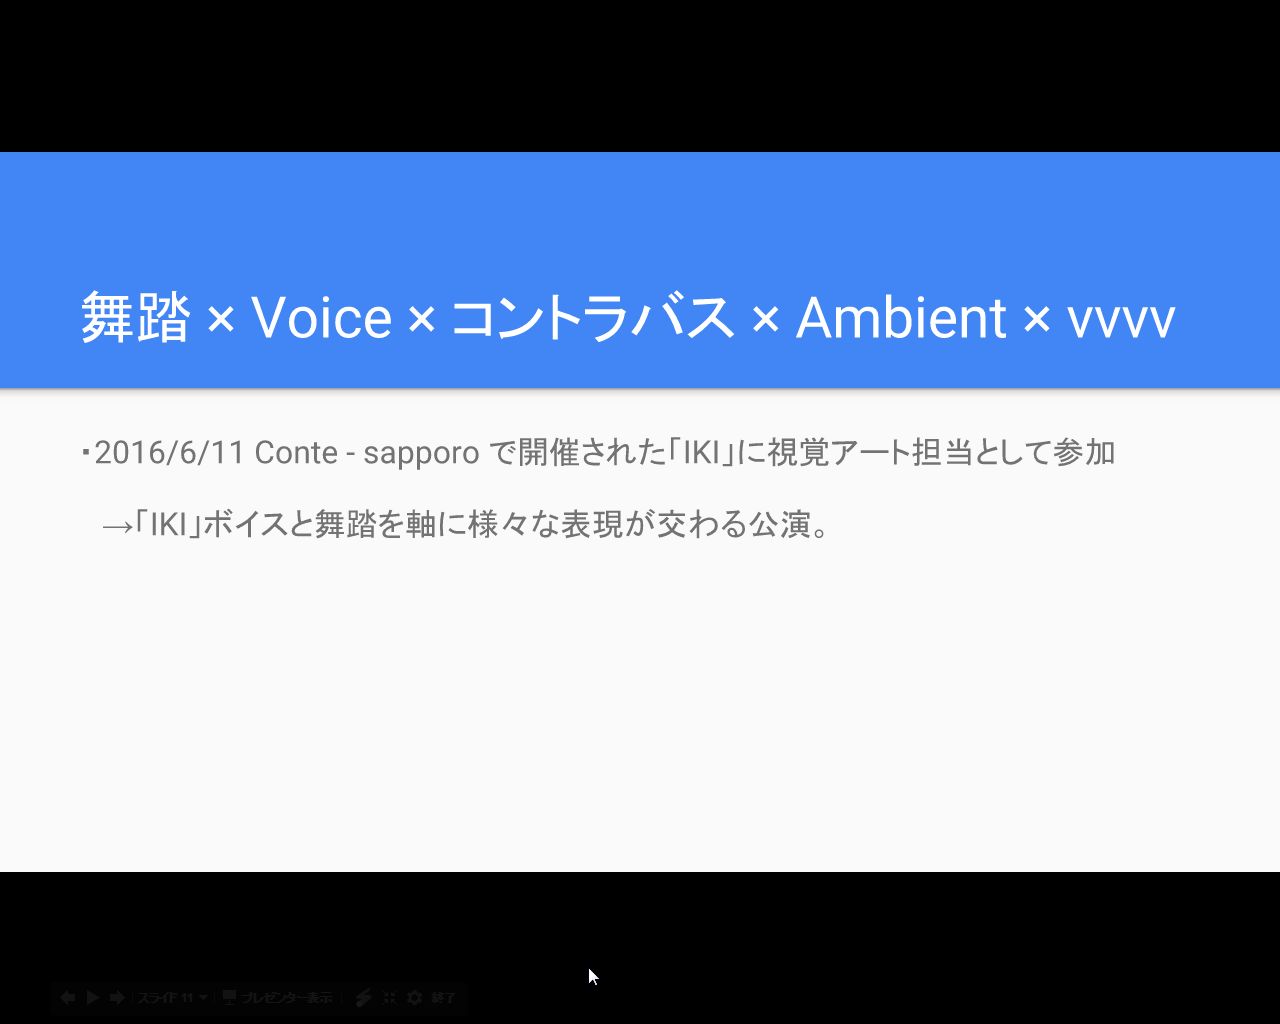 舞踏 × Voice × コントラバス × Ambient × vvvv
・2016/6/11 Conte - sapporo で開催された「IKI」に視覚アート担当として参加
→「IKI」ボイスと舞踏を軸に様々な表現が交わる公演。
スライド 11
プレゼンター表示
終了